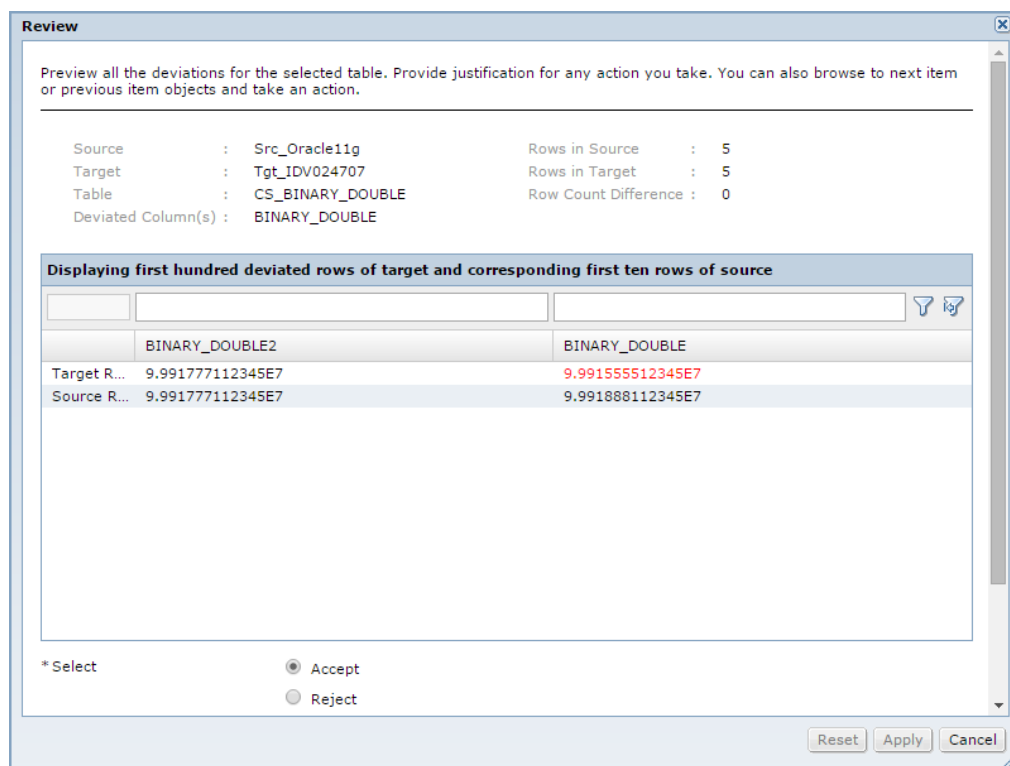 Review
Preview all the deviations for the selected table. Provide justification for any action you take. You can also browse to next item
or previous item objects and take an action.
Source : Src_Oracle11g Rows in Source : 5
Target : Tgt_IDV024707 Rows in Target : 5
Table : CS_BINARY_DOUBLE Row Count Difference : 0
Deviated Column(s) : BINARY_DOUBLE
Displaying first hundred deviated rows of target and corresponding first ten rows of source
BINARY_DOUBLE2 BINARY_DOUBLE
Target R... 9.991777112345E7 9.991555512345E7
Source R... 9.991777112345E7 9.991888112345E7
* Select Accept
Reject
Reset Apply Cancel